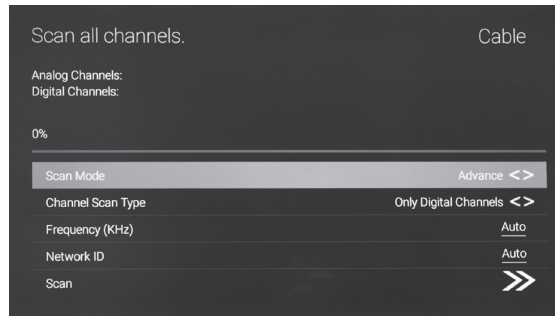 Scan all channels. Cable
Analog Channels:
Digital Channels:
0%
Scan Mode Advance <>
Channel Scan Type Only Digital Channels <>
Frequency (KHz) Auto
Network ID Auto
Scan